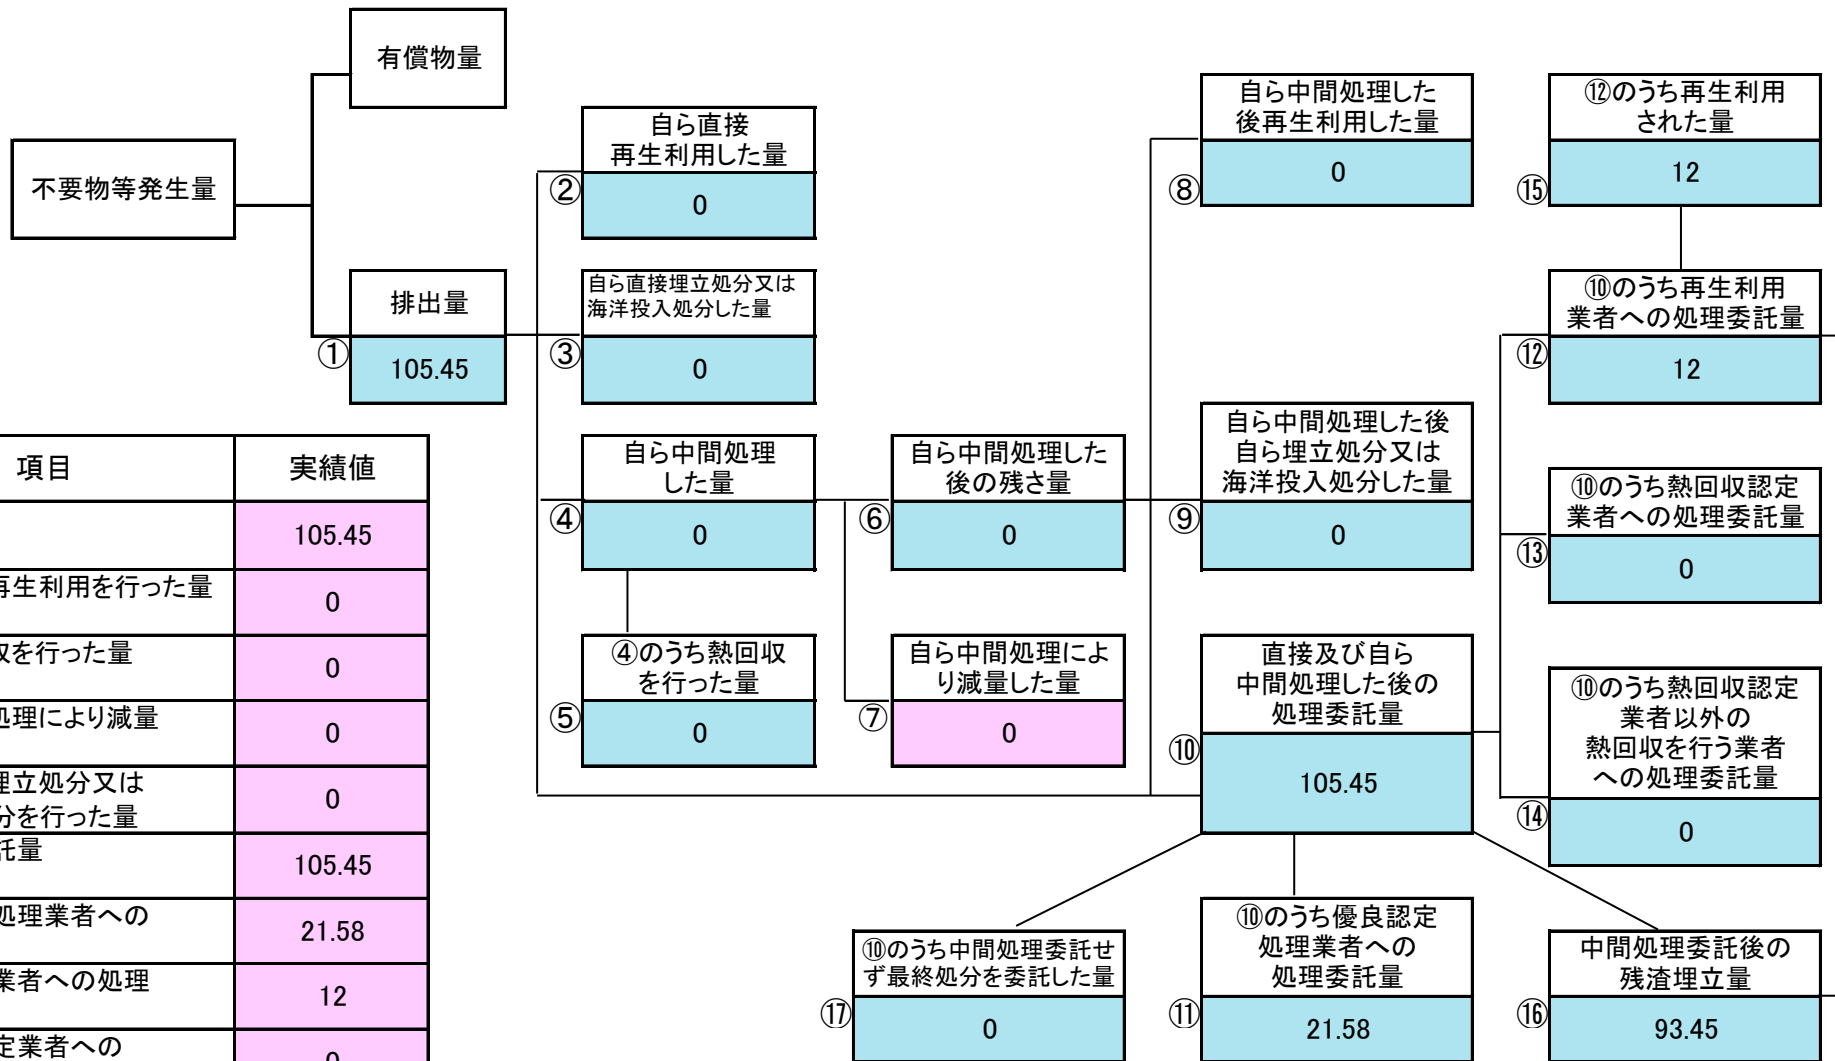 有償物量
不要物等発生量
排出量
①
105.45
自ら直接
再生利用した量
②
0
自ら直接埋立処分又は
海洋投入処分した量
③
0
自ら中間処理
した量
④
0
④のうち熱回収
を行った量
⑤
0
自ら中間処理した
後の残さ量
⑥
0
自ら中間処理によ
り減量した量
⑦
0
自ら中間処理した
後再生利用した量
⑧
0
自ら中間処理した後
自ら埋立処分又は
海洋投入処分した量
⑨
0
直接及び自ら
中間処理した後の
処理委託量
⑩
105.45
⑫のうち再生利用
された量
⑮
12
⑩のうち再生利用
業者への処理委託量
⑫
12
⑩のうち熱回収認定
業者への処理委託量
⑬
0
⑩のうち熱回収認定
業者以外の
熱回収を行う業者
への処理委託量
⑭
0
⑩のうち中間処理委託せ
ず最終処分を委託した量
⑰
0
⑩のうち優良認定
処理業者への
処理委託量
⑪
21.58
中間処理委託後の
残渣埋立量
⑯
93.45
項目 実績値
105.45
再生利用を行った量
0
収を行った量
0
処理により減量
0
埋立処分又は
分を行った量
0
託量
105.45
処理業者への
21.58
業者への処理
12
定業者への
0